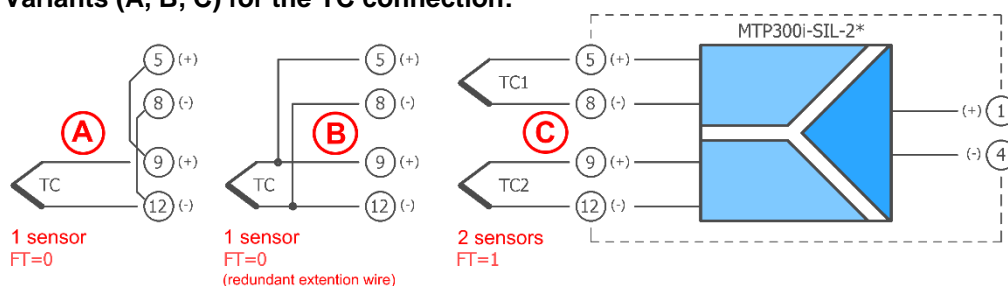 Variants (A, B, C) for the TC connection:
MTP300i-SIL-2*
5 (+)
8 (-)
A
9 (+)
TC
12 (-)
1 sensor
FT=0
5 (+)
8 (-)
B
9 (+)
TC
12 (-)
1 sensor
FT=0
(redundant extention wire)
5 (+)
TC1
8 (-)
C
9 (+)
TC2
12 (-)
2 sensors
FT=1
(+) 1
(-) 4